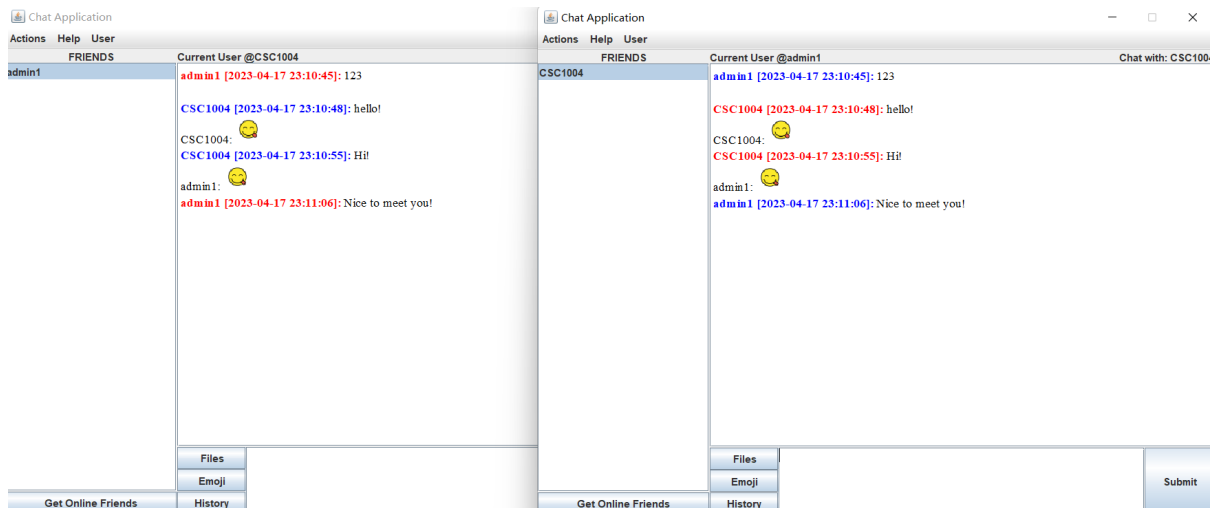 Chat Application
Actions Help User
FRIENDS
Current User @CSC1004
admin1
admin1 [2023-04-17 23:10:45]: 123
CSC1004 [2023-04-17 23:10:48]: hello!
CSC1004:
CSC1004 [2023-04-17 23:10:55]: Hi!
admin1:
admin1 [2023-04-17 23:11:06]: Nice to meet you!
Files
Emoji
Get Online Friends
History
Chat Application
Actions Help User
FRIENDS
Current User @admin1
Chat with: CSC1004
CSC1004
admin1 [2023-04-17 23:10:45]: 123
CSC1004 [2023-04-17 23:10:48]: hello!
CSC1004:
CSC1004 [2023-04-17 23:10:55]: Hi!
admin1:
admin1 [2023-04-17 23:11:06]: Nice to meet you!
Files
Emoji
Submit
Get Online Friends
History